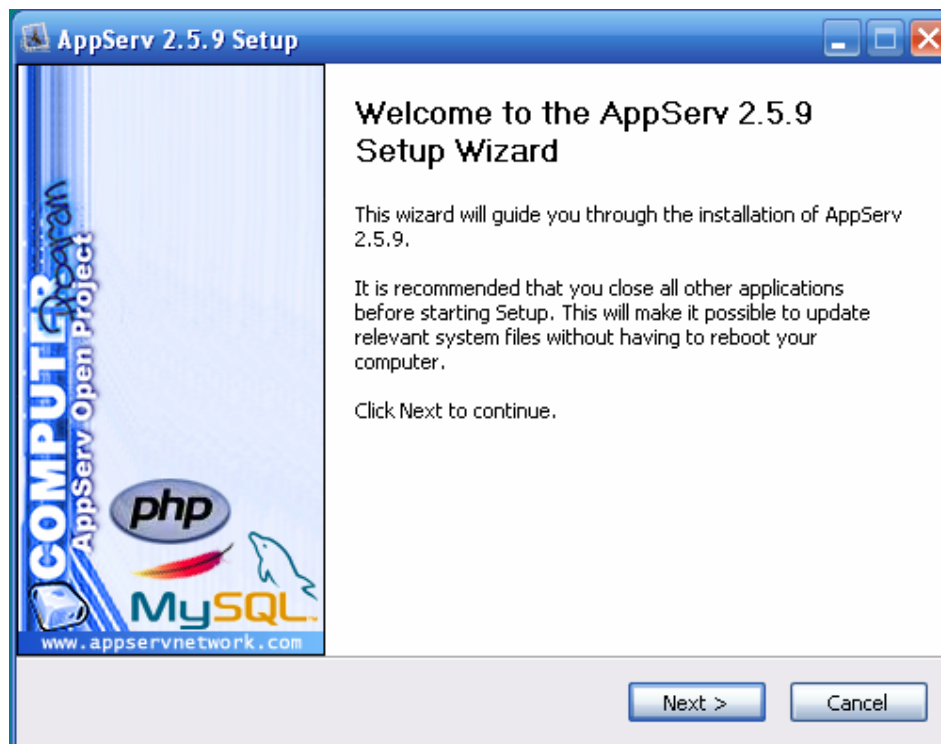 AppServ 2.5.9 Setup
Welcome to the AppServ 2.5.9
Setup Wizard
This wizard will guide you through the installation of AppServ
2.5.9.
It is recommended that you close all other applications
before starting Setup. This will make it possible to update
relevant system files without having to reboot your
computer.
Click Next to continue.
COMPUTER
Program
AppServ Open Project
php
MySQL
www.appservnetwork.com
Next >
Cancel